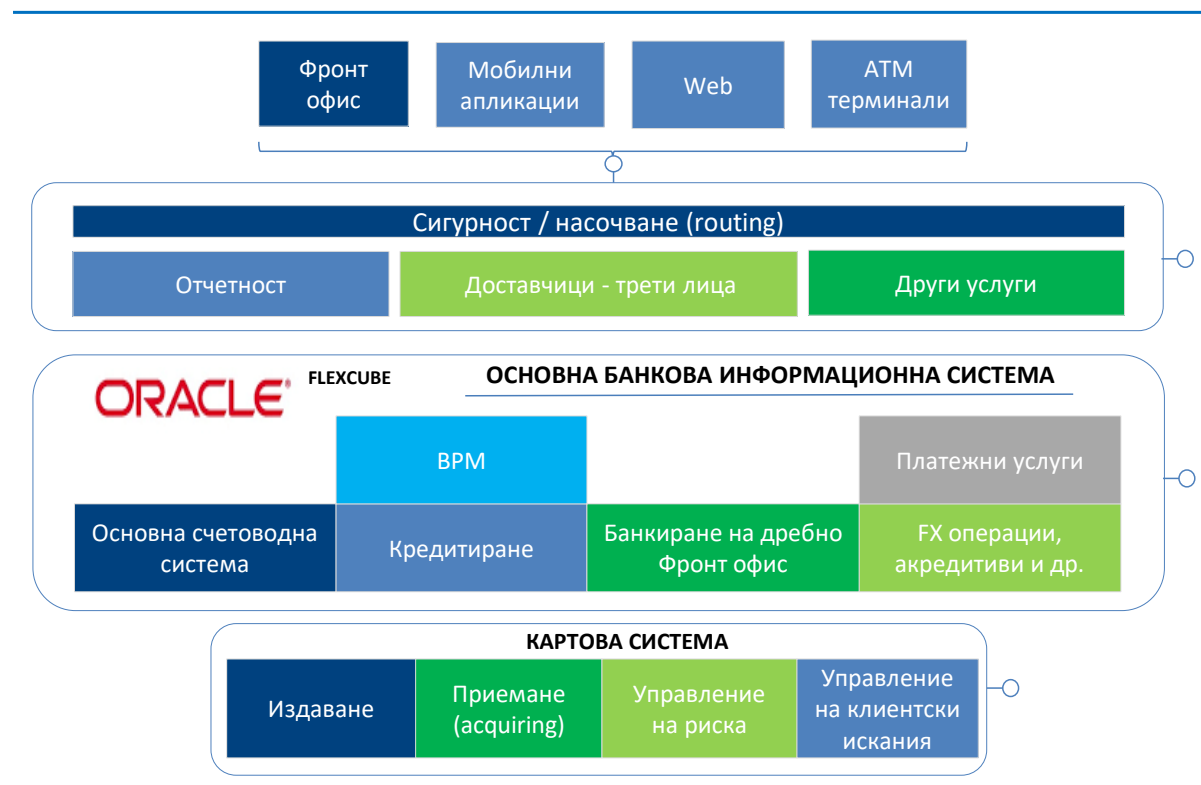 Фронт
офис
Мобилни
апликации
Web
АТМ
терминали
Сигурност / насочване (routing)
Отчетност
Доставчици - трети лица
Други услуги
ORACLE®
FLEXCUBE
ОСНОВНА БАНКОВА ИНФОРМАЦИОННА СИСТЕМА
BPM
Платежни услуги
Основна счетоводна
система
Кредитиране
Банкиране на дребно
Фронт офис
FX операции,
акредитиви и др.
КАРТОВА СИСТЕМА
Издаване
Приемане
(acquiring)
Управление
на риска
Управление
на клиентски
искания